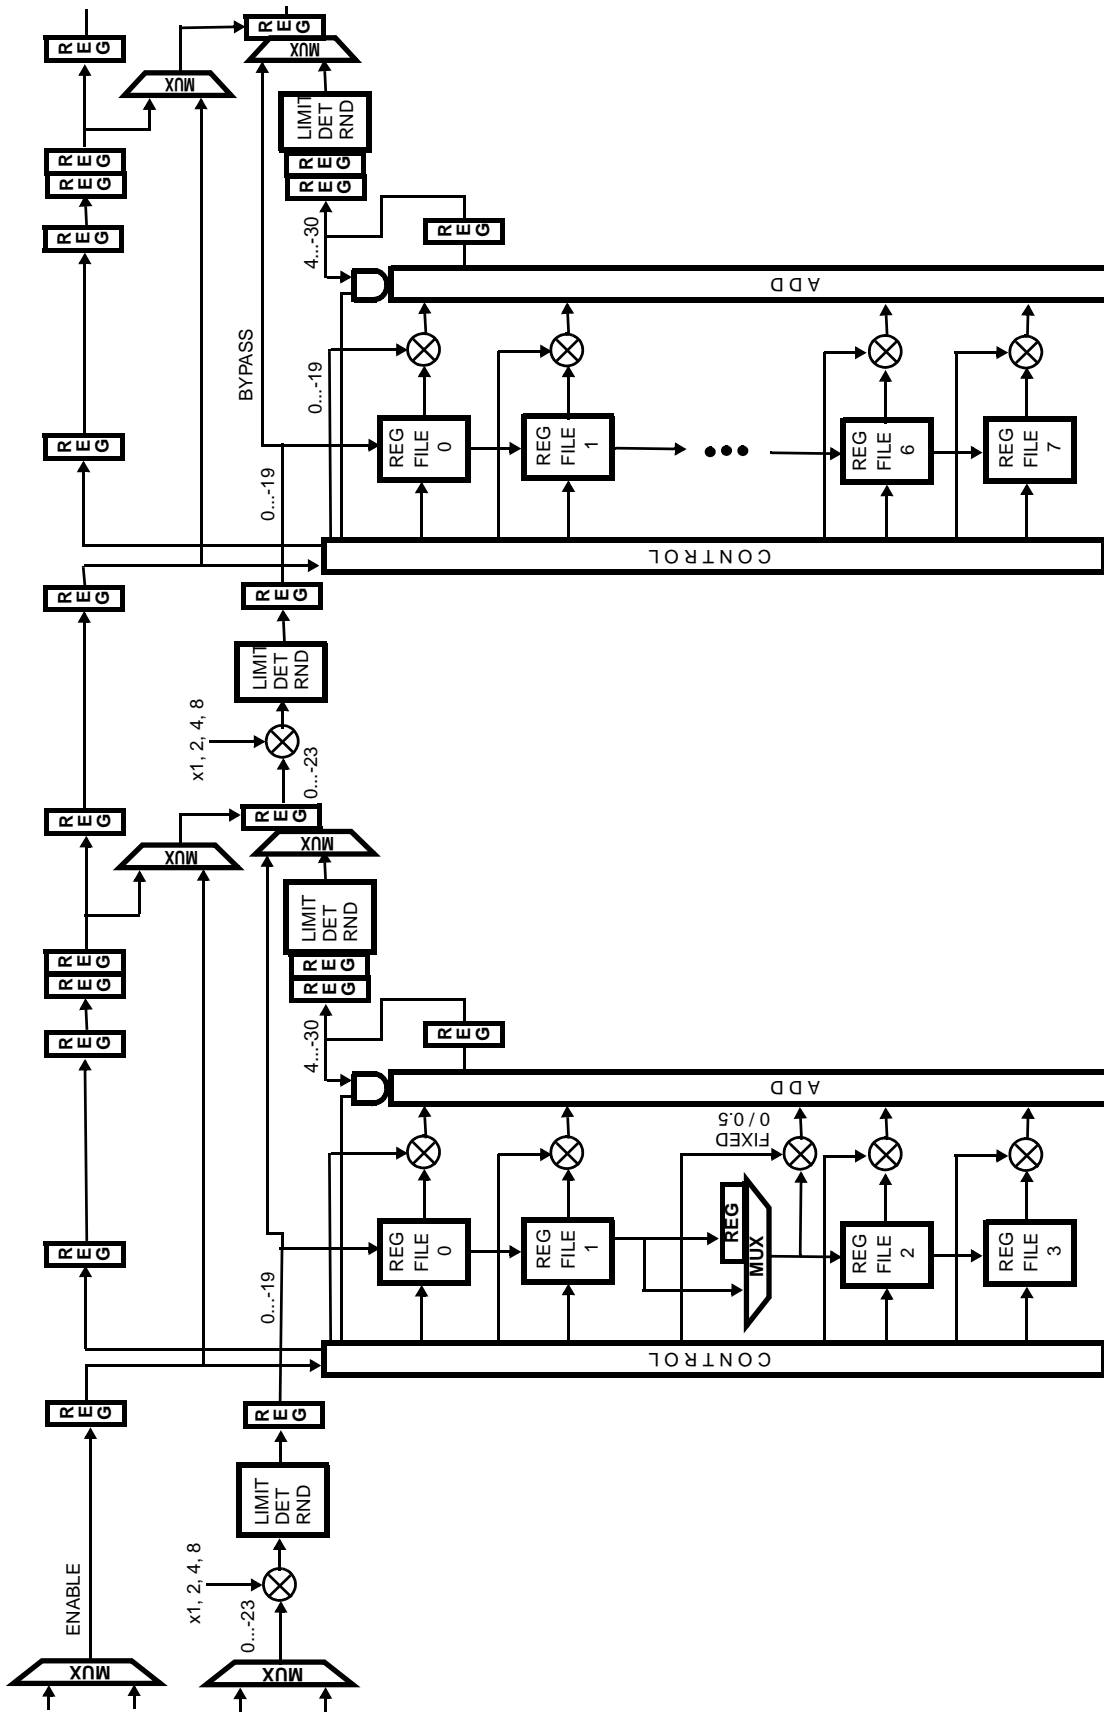 MUX
ENABLE
REG
REG
REG
REG
REG
REG
REG
REG
REG
REG
REG
REG
MUX
MUX
MUX
0...-23
x1, 2, 4, 8
LIMIT
DET
RND
REG
0...-19
4...-30
REG
REG
LIMIT
DET
RND
MUX
REG
0...-23
x1, 2, 4, 8
LIMIT
DET
RND
REG
0...-19
BYPASS
0...-19
4...-30
REG
REG
LIMIT
DET
RND
MUX
REG
CONTROL
REG
FILE
0
REG
FILE
1
REG
MUX
FIXED
0 / 0.5
REG
FILE
2
REG
FILE
3
ADD
REG
CONTROL
REG
FILE
0
REG
FILE
1
REG
FILE
6
REG
FILE
7
ADD
REG